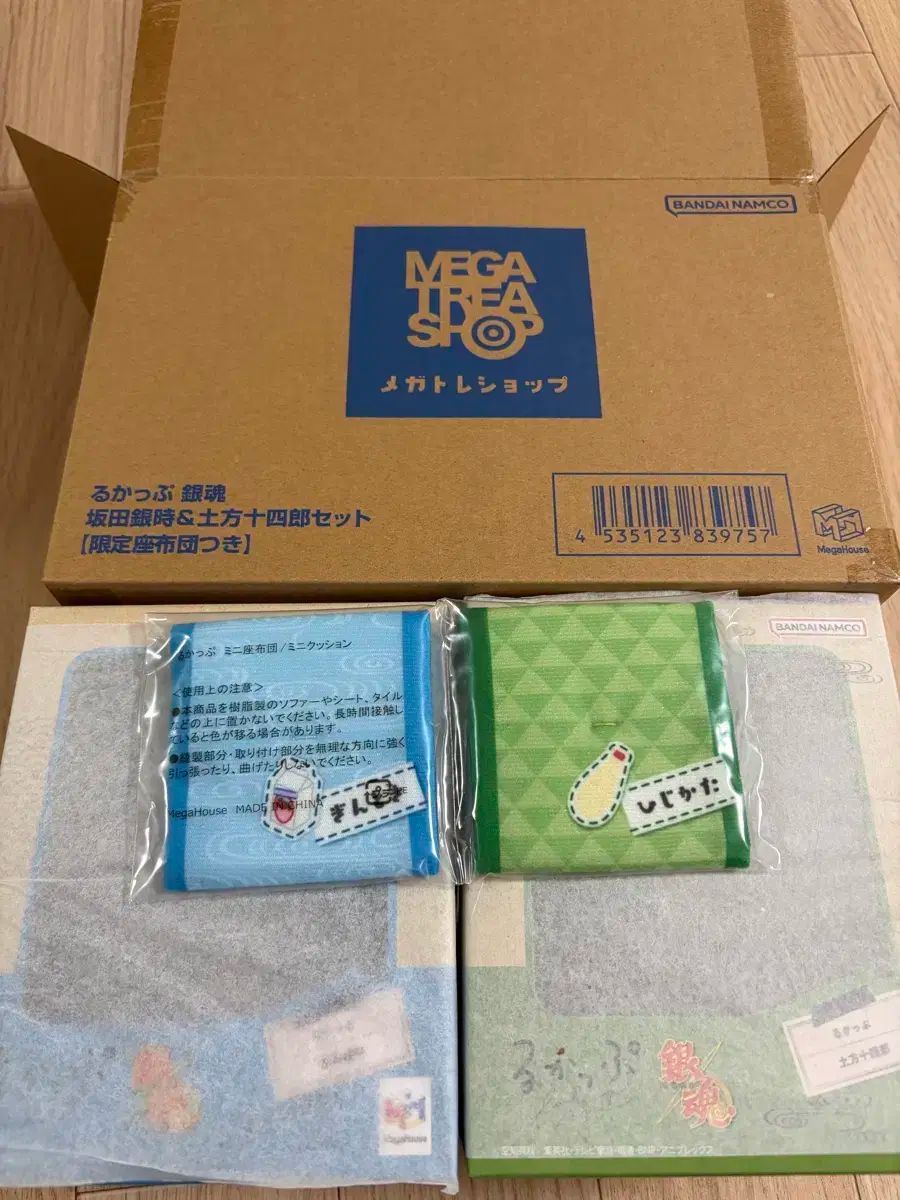 BANDAI NAMCO
MEGA
TREA
SHOP
メガトレショップ
るかっぷ 銀魂
坂田銀時&土方十四郎セット
【限定座布団つき】
4 535123 839757
MegaHouse
るかっぷ ミニ座布団/ミニクッション
<使用上の注意>
●本商品を樹脂製のソファーやシート、タイル
などの上に置かないでください。長時間接触し
ていると色が移る場合があります。
●縫製部分・取り付け部分を無理な方向に強く
引っ張ったり、曲げたりしないでください。
MegaHouse MADE IN CHINA
ぎんとき
ひじかた
BANDAI NAMCO
MegaHouse
るかっぷ
銀魂
るかっぷ
土方十四郎